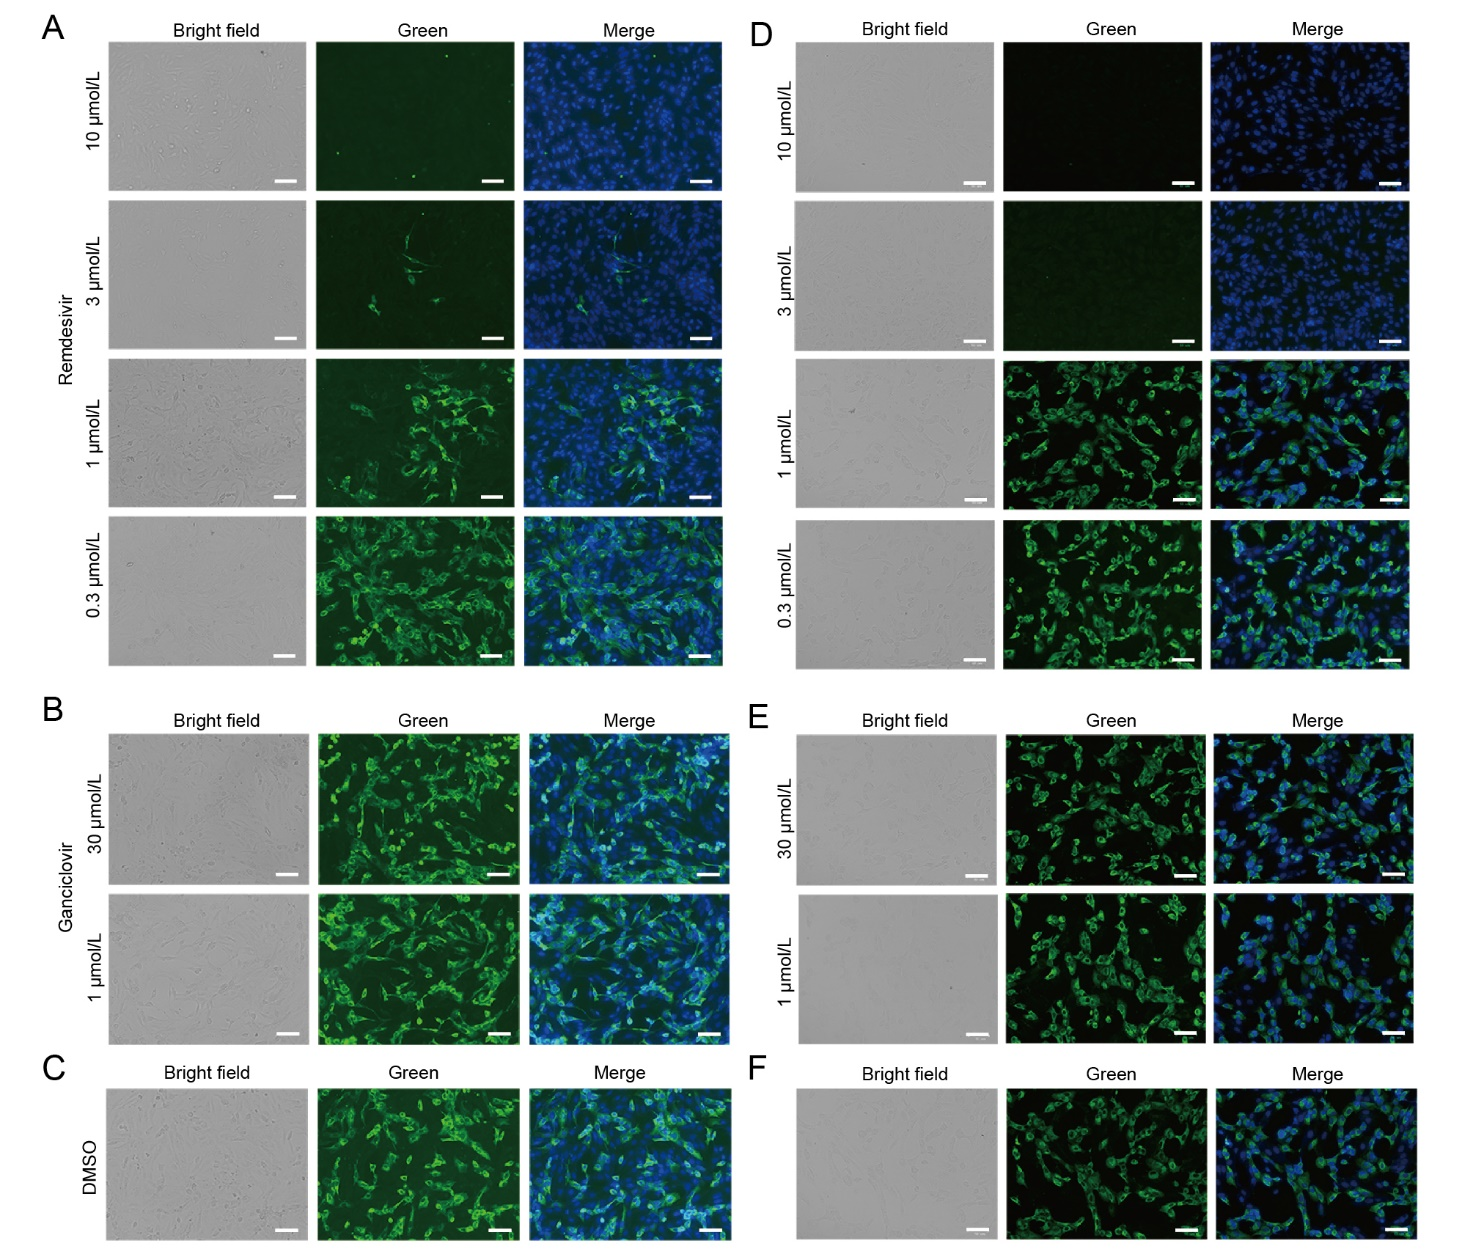 A
Bright field Green Merge
10 µmol/L
3 µmol/L
1 µmol/L
0.3 µmol/L
Remdesivir
D
Bright field Green Merge
10 µmol/L
3 µmol/L
1 µmol/L
0.3 µmol/L
B
Bright field Green Merge
30 µmol/L
1 µmol/L
Ganciclovir
E
Bright field Green Merge
30 µmol/L
1 µmol/L
C
Bright field Green Merge
DMSO
F
Bright field Green Merge